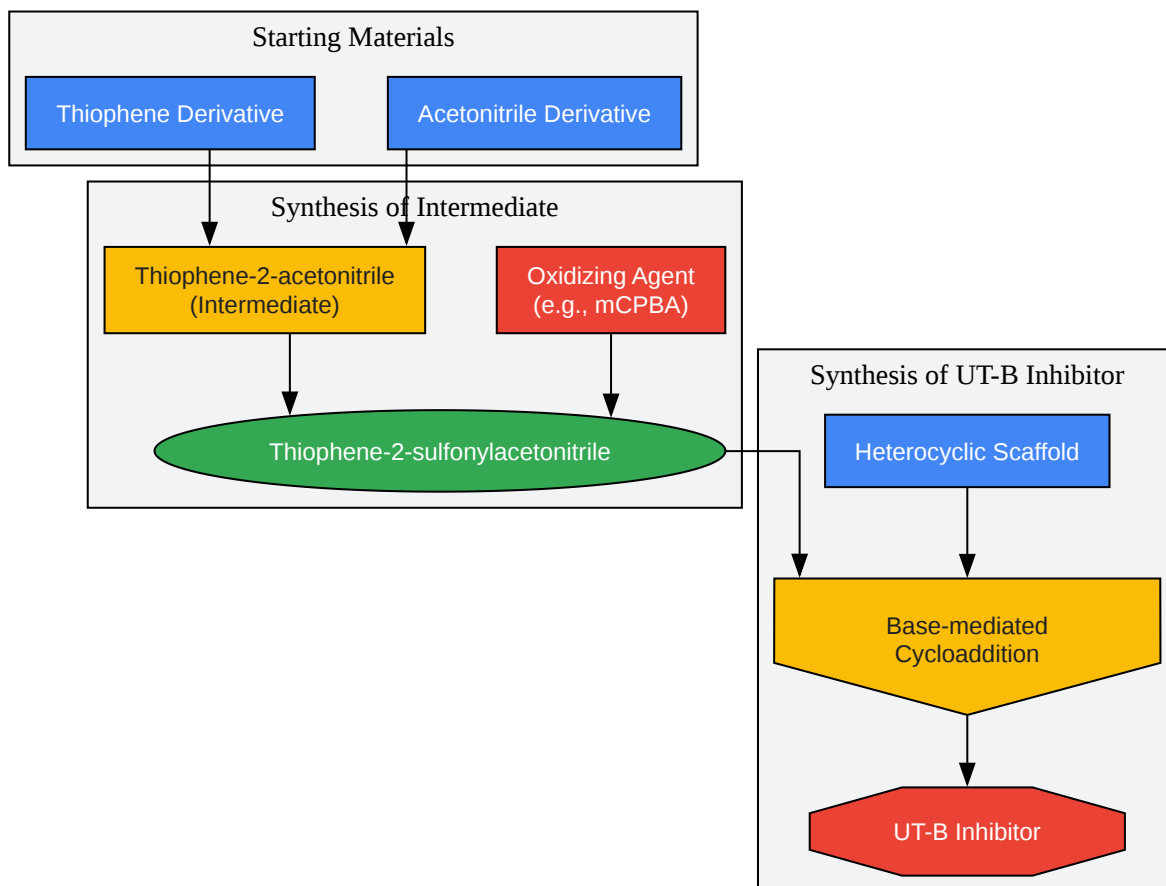 Starting Materials
Thiophene Derivative
Acetonitrile Derivative
Synthesis of Intermediate
Thiophene-2-acetonitrile
(Intermediate)
Oxidizing Agent
(e.g., mCPBA)
Thiophene-2-sulfonylacetonitrile
Synthesis of UT-B Inhibitor
Heterocyclic Scaffold
Base-mediated
Cycloaddition
UT-B Inhibitor